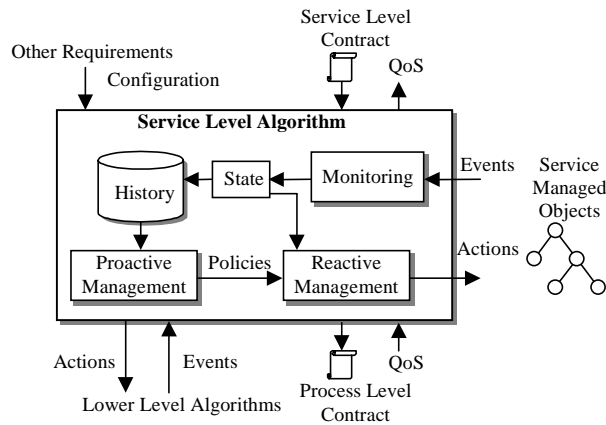 Service Level
Contract
Other Requirements
Configuration
QoS
Service Level Algorithm
History
State
Monitoring
Events
Service
Managed
Objects
Proactive
Management
Policies
Reactive
Management
Actions
Actions
Events
QoS
Lower Level Algorithms
Process Level
Contract